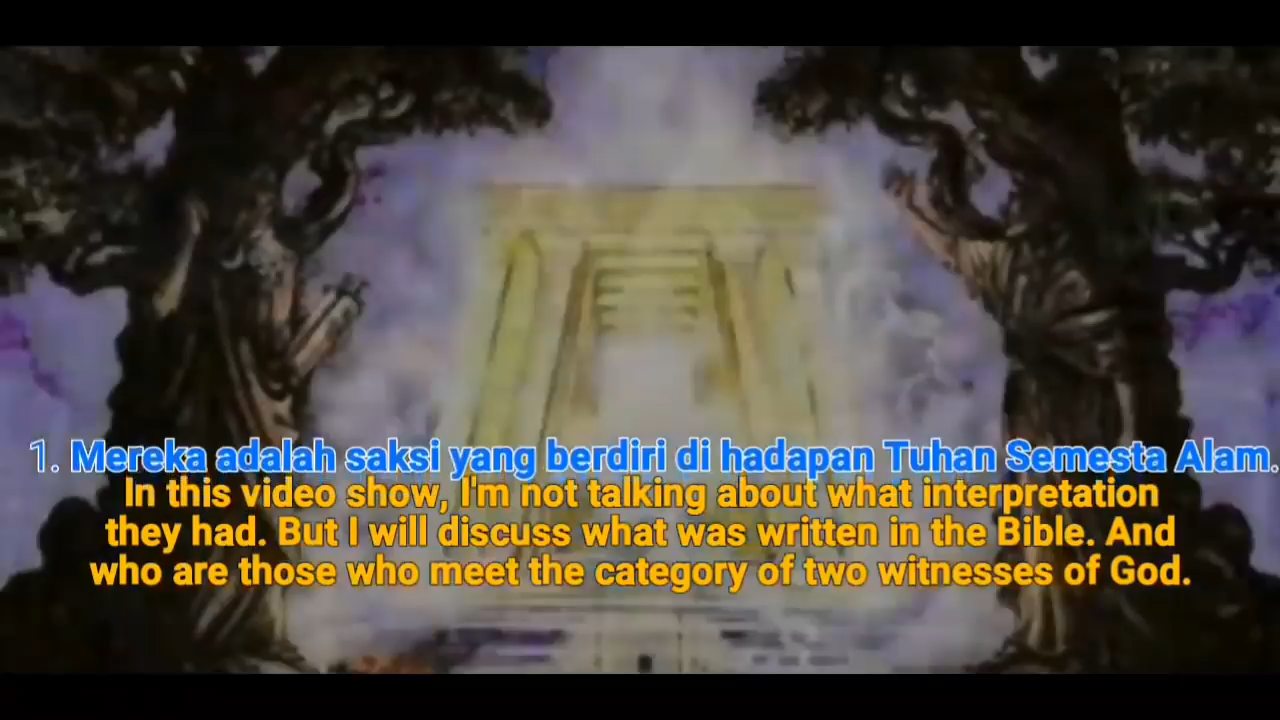 1. Mereka adalah saksi yang berdiri di hadapan Tuhan Semesta Alam.
In this video show, I'm not talking about what interpretation
they had. But I will discuss what was written in the Bible. And
who are those who meet the category of two witnesses of God.